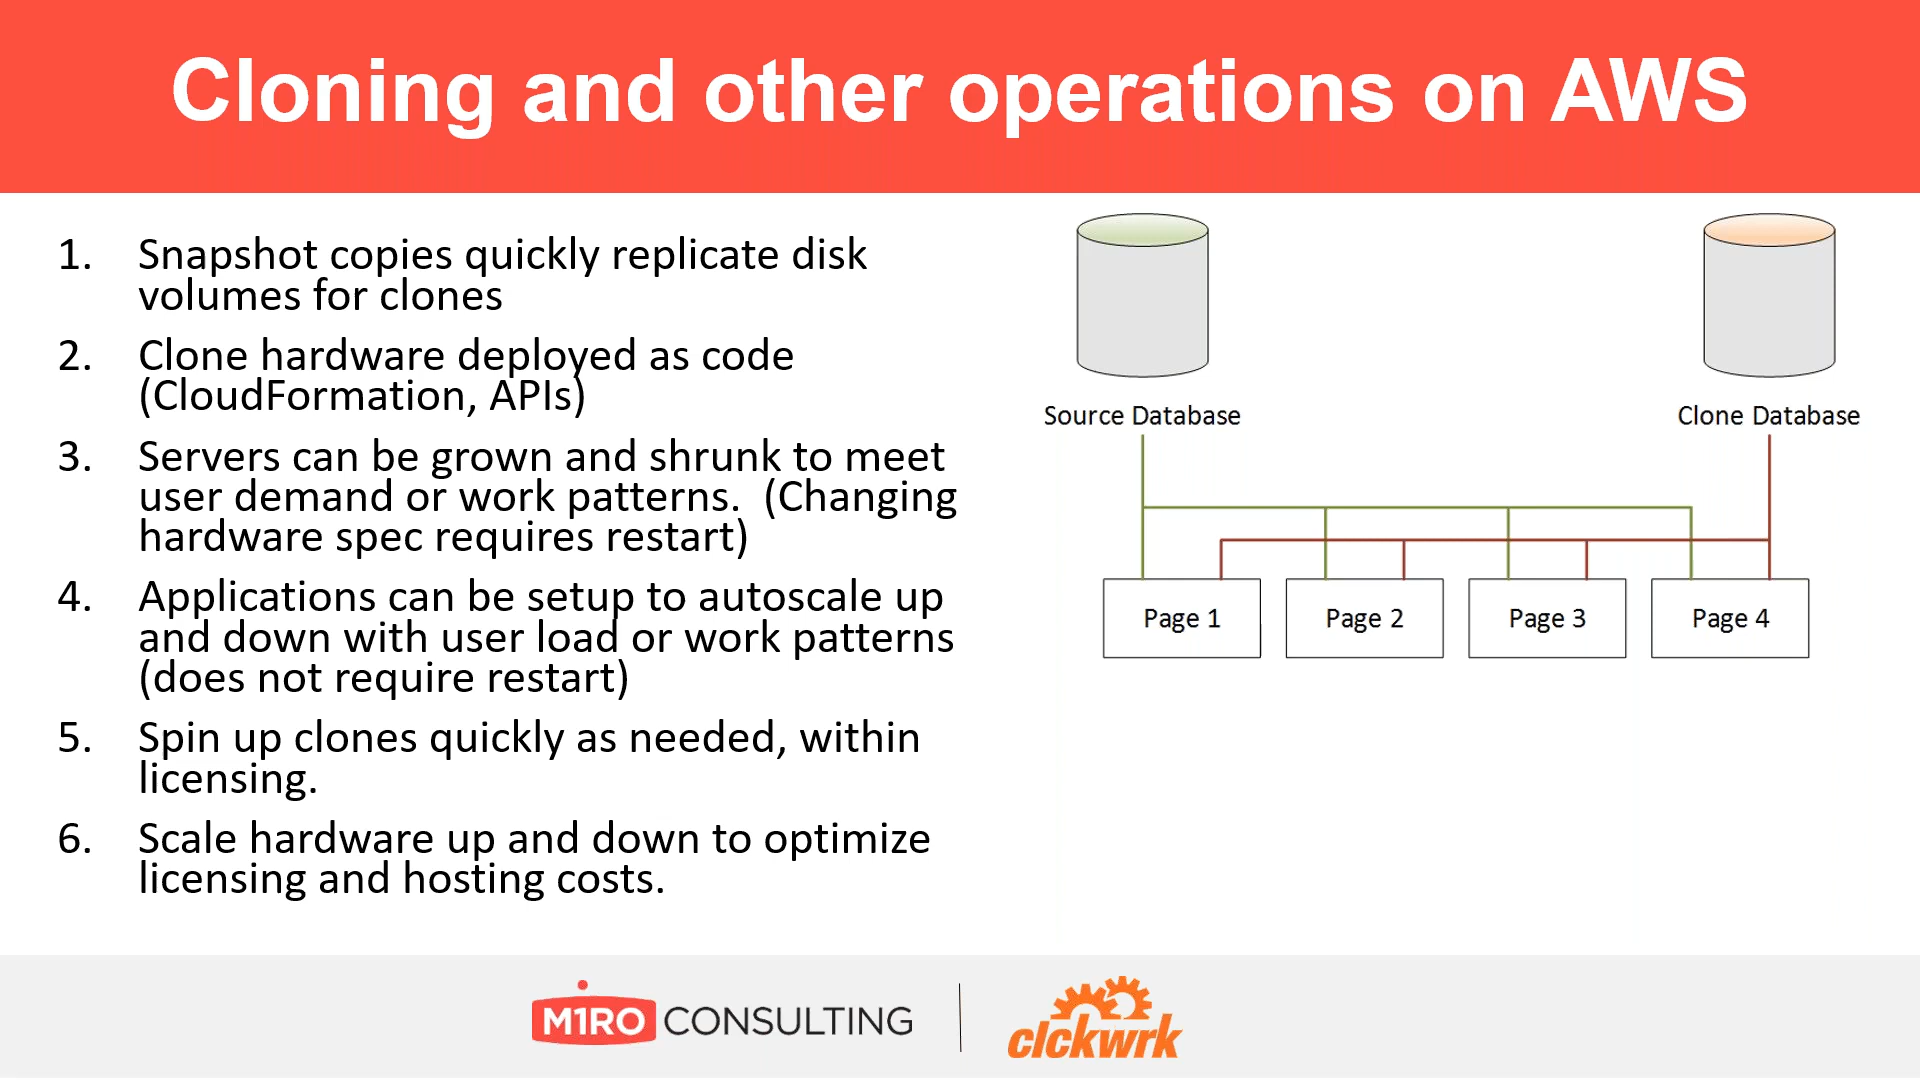 Cloning and other operations on AWS
1. Snapshot copies quickly replicate disk
volumes for clones
2. Clone hardware deployed as code
(CloudFormation, APIs)
3. Servers can be grown and shrunk to meet
user demand or work patterns.  (Changing
hardware spec requires restart)
4. Applications can be setup to autoscale up
and down with user load or work patterns
(does not require restart)
5. Spin up clones quickly as needed, within
licensing.
6. Scale hardware up and down to optimize
licensing and hosting costs.
Source Database
Clone Database
Page 1
Page 2
Page 3
Page 4
M1RO CONSULTING
clckwrk